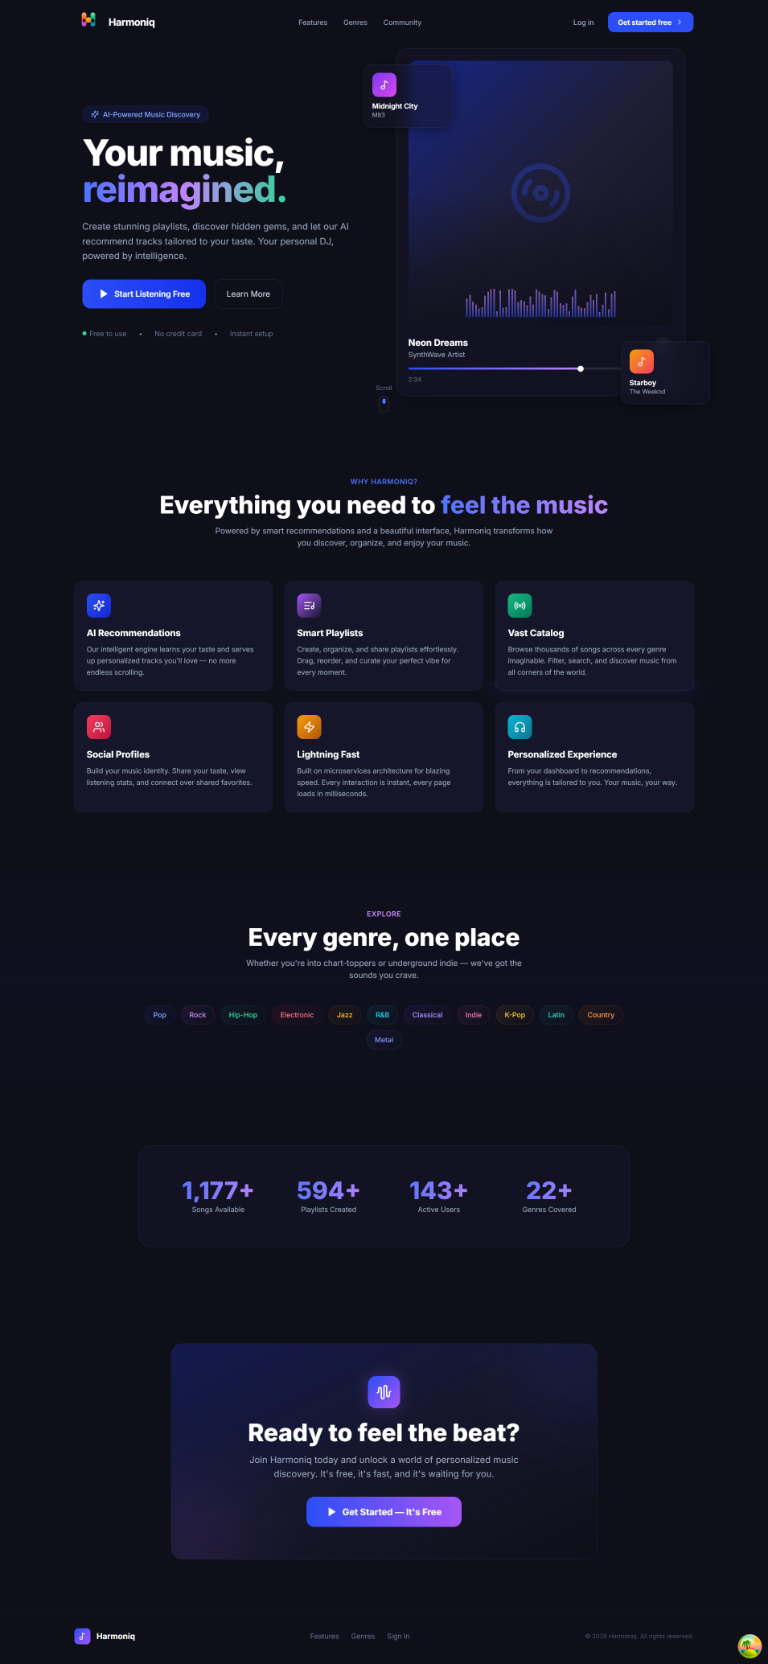 Harmoniq
Features Genres Community
Log in
Get started free
Midnight City
M83
AI-Powered Music Discovery
Your music,
reimagined.
Create stunning playlists, discover hidden gems, and let our AI
recommend tracks tailored to your taste. Your personal DJ,
powered by intelligence.
Start Listening Free
Learn More
Free to use • No credit card • Instant setup
Neon Dreams
SynthWave Artist
2:34
Starboy
The Weeknd
Scroll
WHY HARMONIQ?
Everything you need to feel the music
Powered by smart recommendations and a beautiful interface, Harmoniq transforms how
you discover, organize, and enjoy your music.
AI Recommendations
Our intelligent engine learns your taste and serves
up personalized tracks you'll love — no more
endless scrolling.
Smart Playlists
Create, organize, and share playlists effortlessly.
Drag, reorder, and curate your perfect vibe for
every moment.
Vast Catalog
Browse thousands of songs across every genre
imaginable. Filter, search, and discover music from
all corners of the world.
Social Profiles
Build your music identity. Share your taste, view
listening stats, and connect over shared favorites.
Lightning Fast
Built on microservices architecture for blazing
speed. Every interaction is instant, every page
loads in milliseconds.
Personalized Experience
From your dashboard to recommendations,
everything is tailored to you. Your music, your way.
EXPLORE
Every genre, one place
Whether you're into chart-toppers or underground indie — we've got the
sounds you crave.
Pop Rock Hip-Hop Electronic Jazz R&B Classical Indie K-Pop Latin Country
Metal
1,177+ 594+ 143+ 22+
Songs Available Playlists Created Active Users Genres Covered
Ready to feel the beat?
Join Harmoniq today and unlock a world of personalized music
discovery. It's free, it's fast, and it's waiting for you.
Get Started — It's Free
Harmoniq
Features Genres Sign In
© 2026 Harmoniq. All rights reserved.